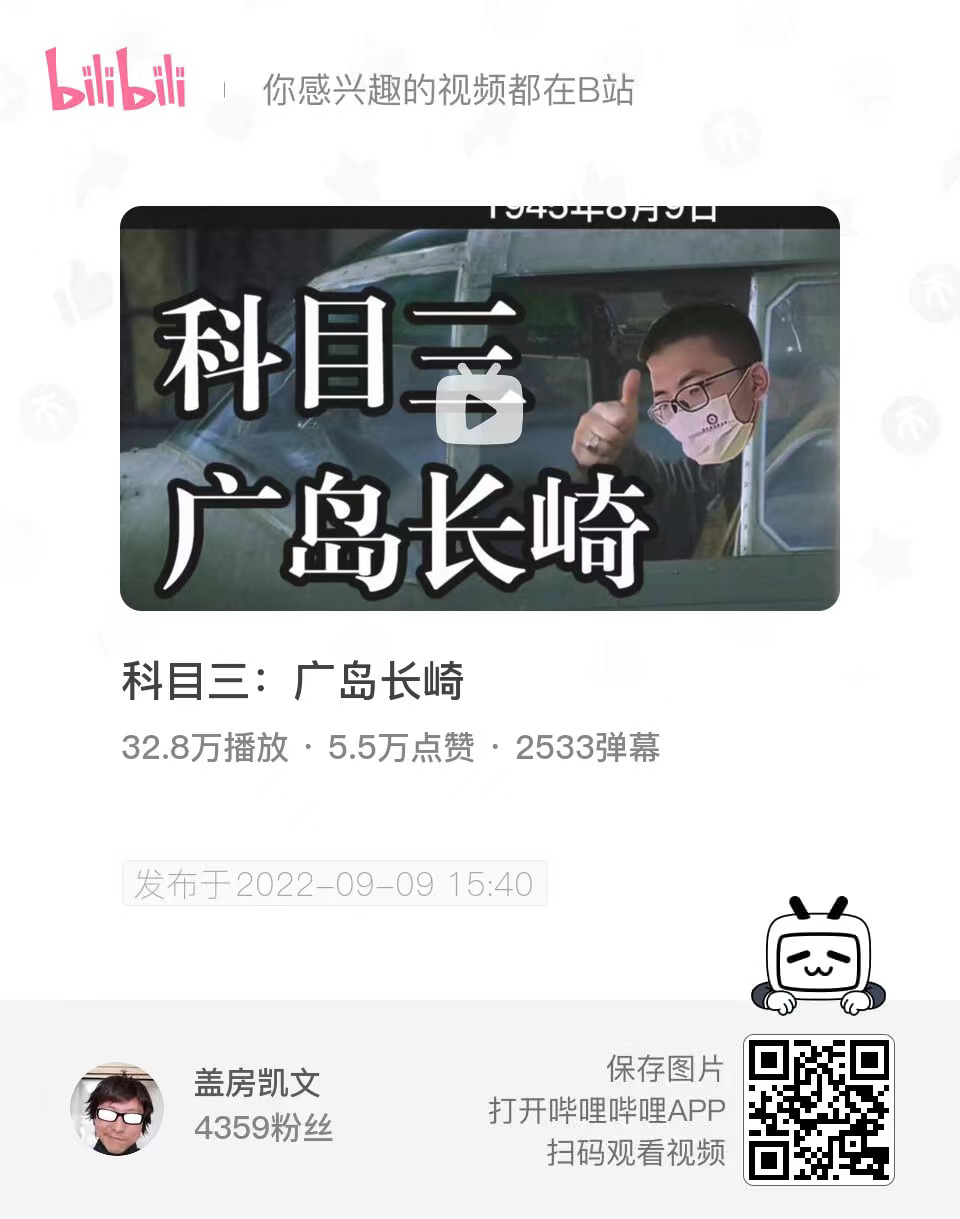 bilibili
你感兴趣的视频都在B站
1945年8月9日
科目三
广岛长崎
科目三：广岛长崎
32.8万播放 · 5.5万点赞 · 2533弹幕
发布于2022-09-09 15:40
盖房凯文
4359粉丝
保存图片
打开哔哩哔哩APP
扫码观看视频